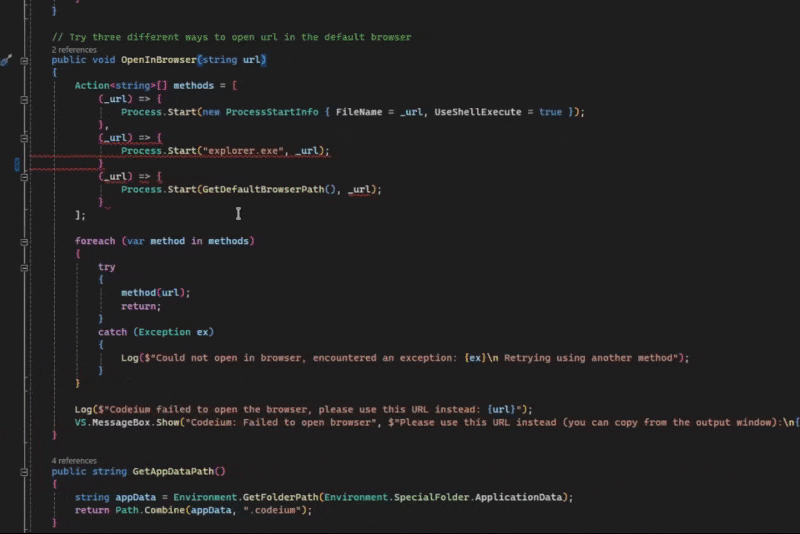 }
// Try three different ways to open url in the default browser
2 references
public void OpenInBrowser(string url)
{
Action<string>[] methods = [
(_url) => {
Process.Start(new ProcessStartInfo { FileName = _url, UseShellExecute = true });
},
(_url) => {
Process.Start("explorer.exe", _url);
}
(_url) => {
Process.Start(GetDefaultBrowserPath(), _url);
}
];
foreach (var method in methods)
{
try
{
method(url);
return;
}
catch (Exception ex)
{
Log($"Could not open in browser, encountered an exception: {ex}\n Retrying using another method");
}
}
Log($"Codeium failed to open the browser, please use this URL instead: {url}");
VS.MessageBox.Show("Codeium: Failed to open browser", $"Please use this URL instead (you can copy from the output window):\n{
}
4 references
public string GetAppDataPath()
{
string appData = Environment.GetFolderPath(Environment.SpecialFolder.ApplicationData);
return Path.Combine(appData, ".codeium");
}